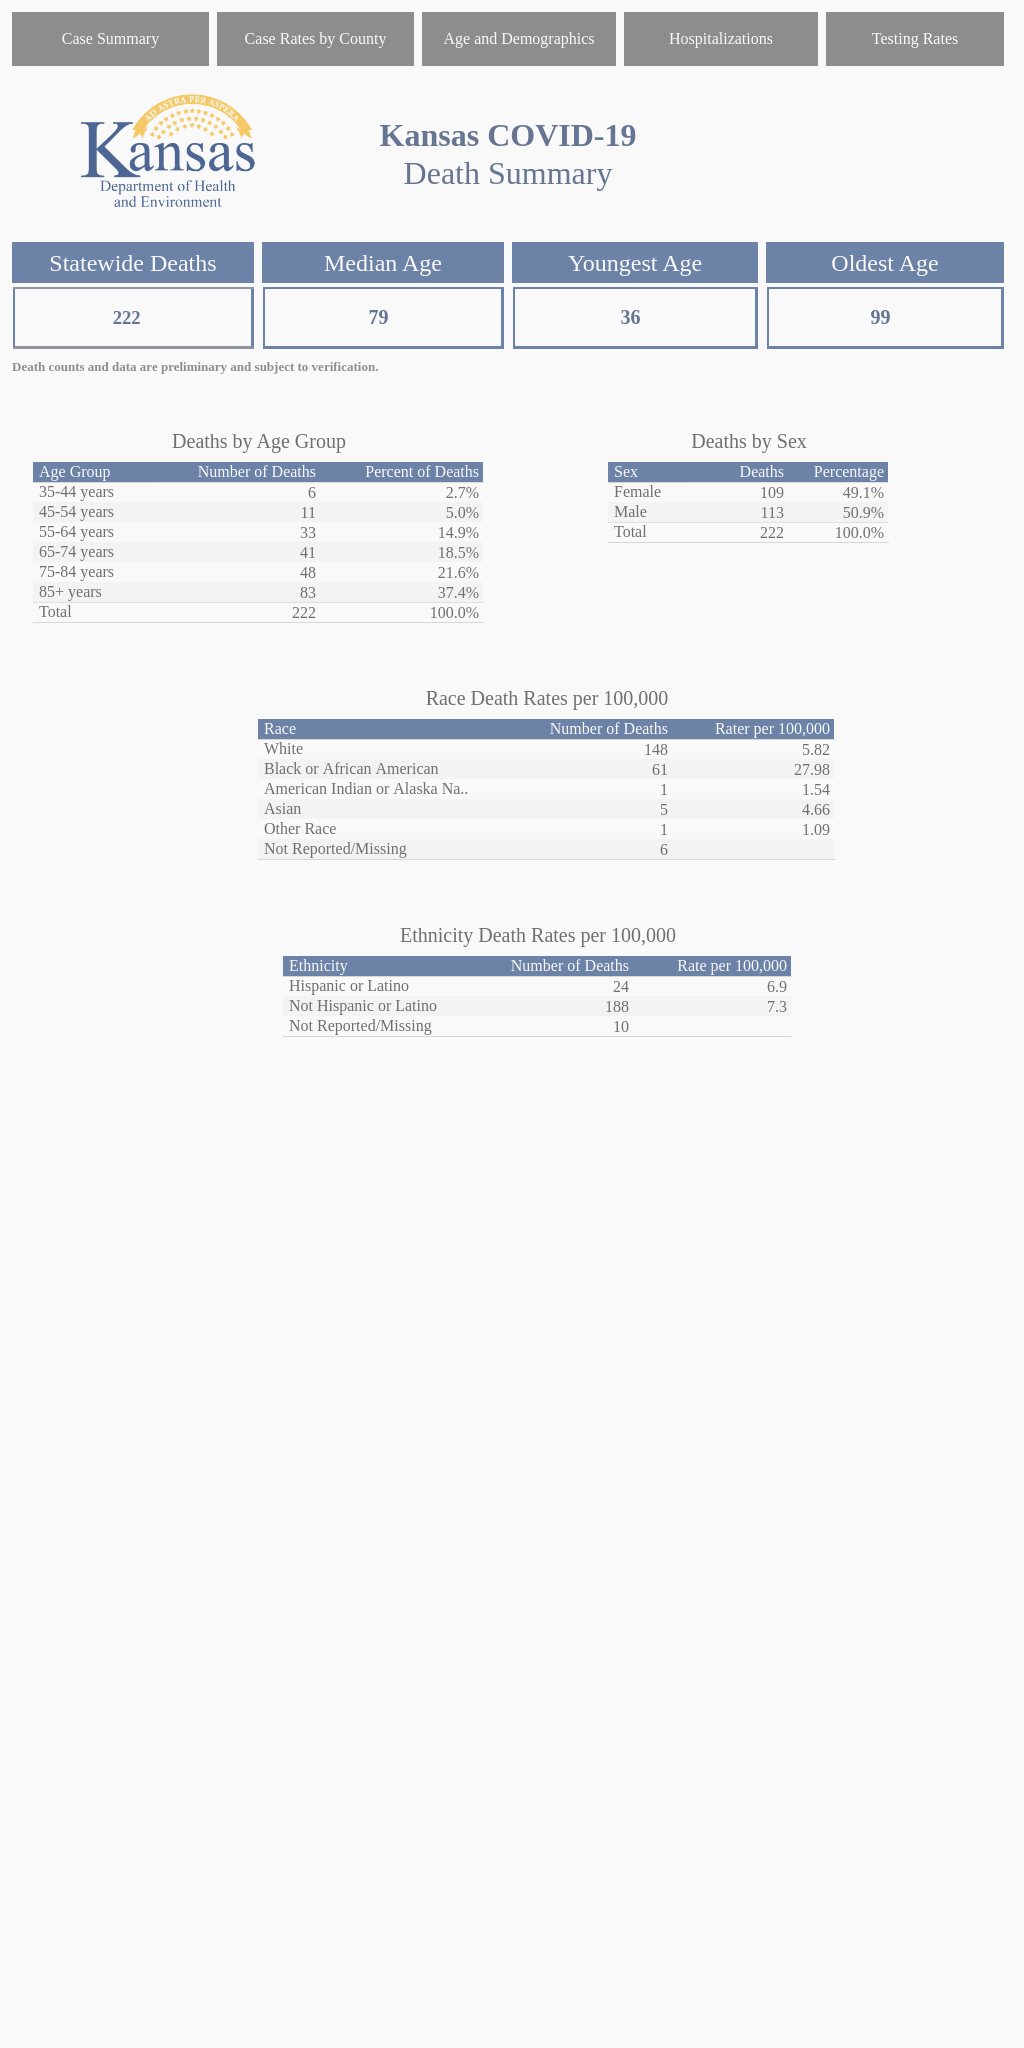 Case Summary Case Rates by County Age and Demographics Hospitalizations Testing Rates
AD ASTRA PER ASPERA
Kansas
Department of Health
and Environment
Kansas COVID-19
Death Summary
Statewide Deaths Median Age Youngest Age Oldest Age
222 79 36 99
Death counts and data are preliminary and subject to verification.
Deaths by Age Group
Age Group Number of Deaths Percent of Deaths
35-44 years 6 2.7%
45-54 years 11 5.0%
55-64 years 33 14.9%
65-74 years 41 18.5%
75-84 years 48 21.6%
85+ years 83 37.4%
Total 222 100.0%
Deaths by Sex
Sex Deaths Percentage
Female 109 49.1%
Male 113 50.9%
Total 222 100.0%
Race Death Rates per 100,000
Race Number of Deaths Rater per 100,000
White 148 5.82
Black or African American 61 27.98
American Indian or Alaska Na.. 1 1.54
Asian 5 4.66
Other Race 1 1.09
Not Reported/Missing 6
Ethnicity Death Rates per 100,000
Ethnicity Number of Deaths Rate per 100,000
Hispanic or Latino 24 6.9
Not Hispanic or Latino 188 7.3
Not Reported/Missing 10